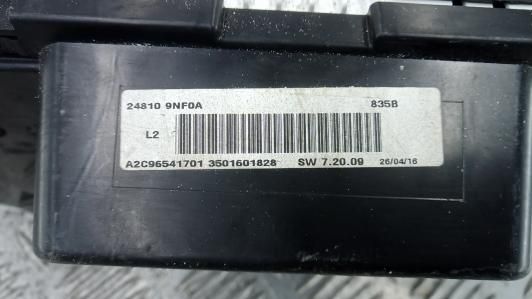 24810 9NF0A 835B
L2
A2C96541701 3501601828 SW 7.20.09 26/04/16